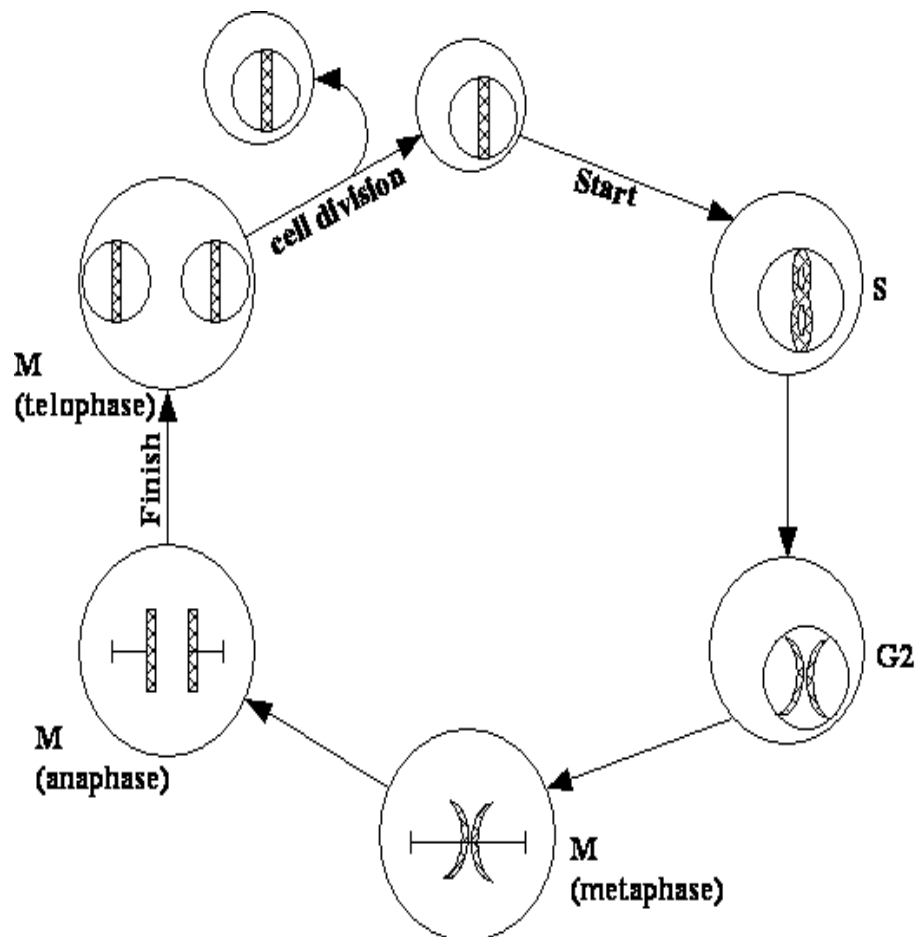 cell division
Start
S
M
(telophase)
Finish
G2
M
(anaphase)
M
(metaphase)